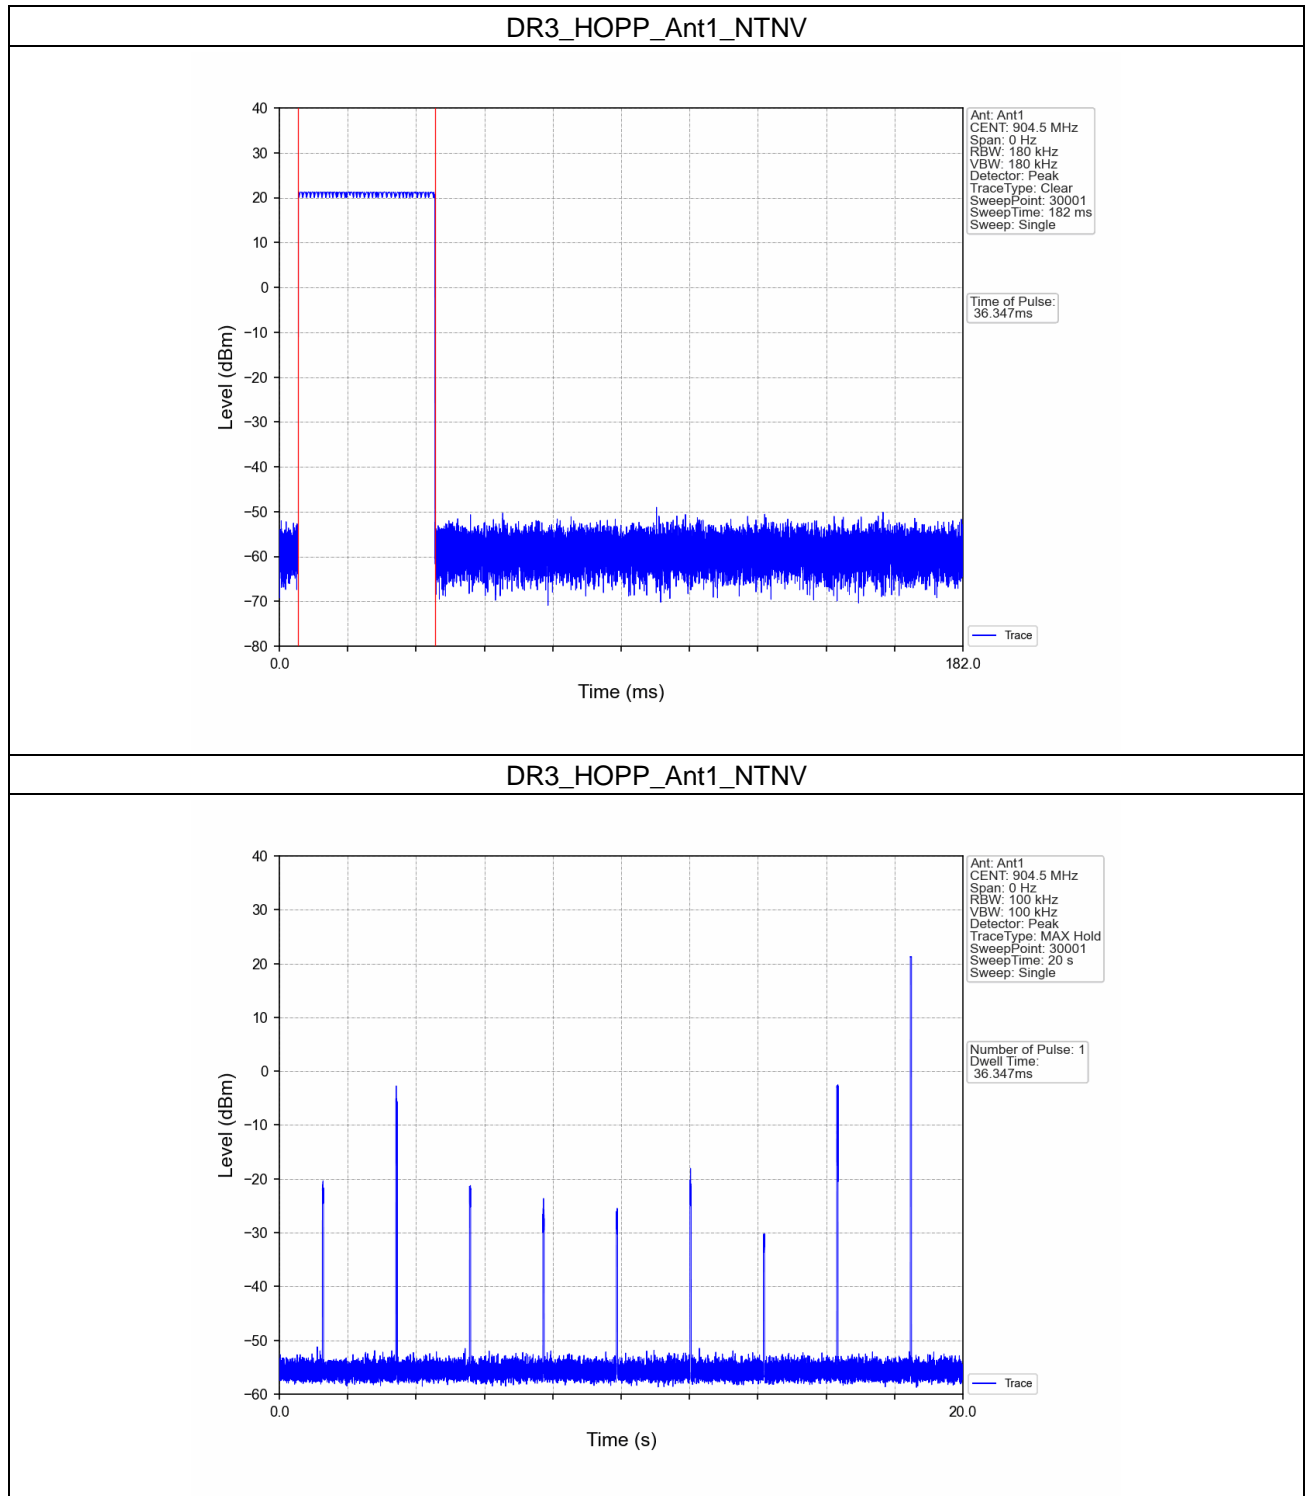 DR3_HOPP_Ant1_NTNV
40
30
20
10
0
−10
−20
−30
−40
−50
−60
−70
−80
Level (dBm)
0.0
182.0
Time (ms)
Ant: Ant1
CENT: 904.5 MHz
Span: 0 Hz
RBW: 180 kHz
VBW: 180 kHz
Detector: Peak
TraceType: Clear
SweepPoint: 30001
SweepTime: 182 ms
Sweep: Single
Time of Pulse:
36.347ms
Trace
DR3_HOPP_Ant1_NTNV
40
30
20
10
0
−10
−20
−30
−40
−50
−60
Level (dBm)
0.0
20.0
Time (s)
Ant: Ant1
CENT: 904.5 MHz
Span: 0 Hz
RBW: 100 kHz
VBW: 100 kHz
Detector: Peak
TraceType: MAX Hold
SweepPoint: 30001
SweepTime: 20 s
Sweep: Single
Number of Pulse: 1
Dwell Time:
36.347ms
Trace